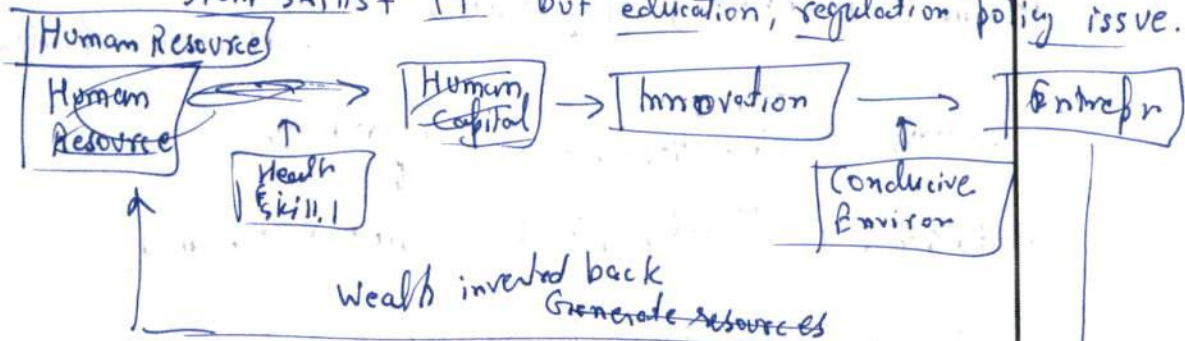 but education, regulation policy issue.
Human Resource
Human Resource
Human Capital
Innovation
Entrepr
Health
Skill.
Conducive
Environ
Wealth invested back
Generate resources